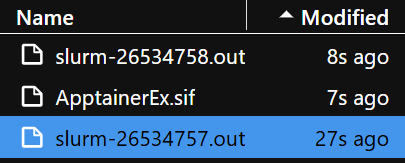 Name Modified
slurm-26534758.out 8s ago
ApptainerEx.sif 7s ago
slurm-26534757.out 27s ago